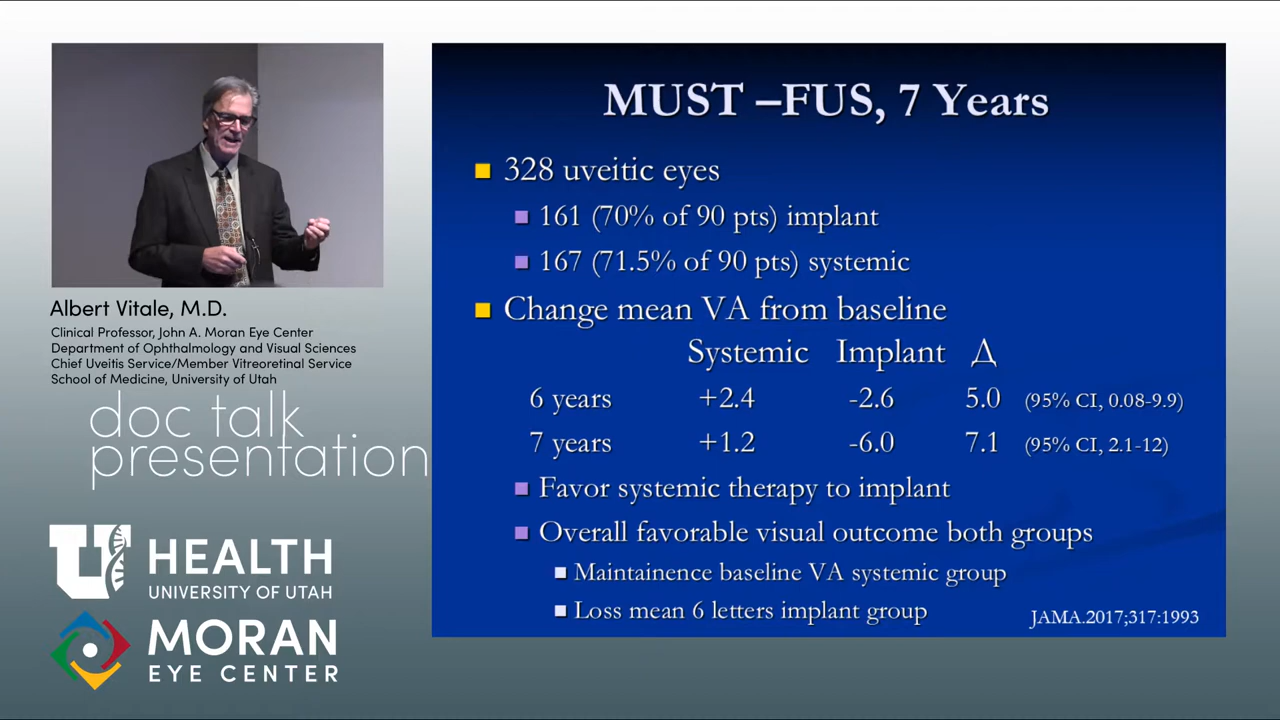 MUST –FUS, 7 Years
328 uveitic eyes
161 (70% of 90 pts) implant
167 (71.5% of 90 pts) systemic
Change mean VA from baseline
Systemic Implant Δ
6 years +2.4 -2.6 5.0 (95% CI, 0.08-9.9)
7 years +1.2 -6.0 7.1 (95% CI, 2.1-12)
Favor systemic therapy to implant
Overall favorable visual outcome both groups
Maintainence baseline VA systemic group
Loss mean 6 letters implant group
JAMA.2017;317:1993
Albert Vitale, M.D.
Clinical Professor, John A. Moran Eye Center
Department of Ophthalmology and Visual Sciences
Chief Uveitis Service/Member Vitreoretinal Service
School of Medicine, University of Utah
doc talk
presentation
U HEALTH
UNIVERSITY OF UTAH
MORAN
EYE CENTER